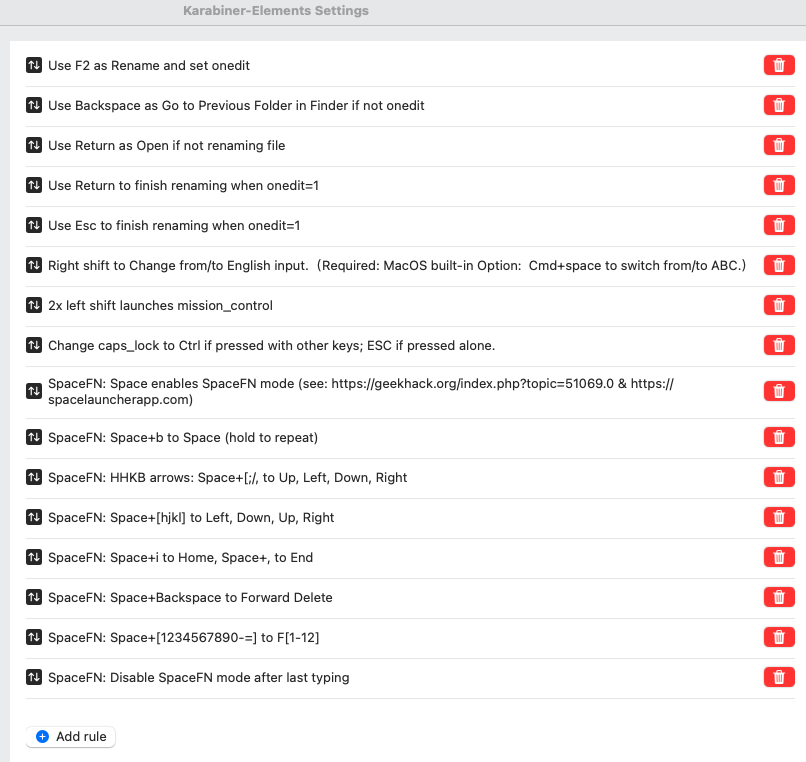 Karabiner-Elements Settings
Use F2 as Rename and set onedit
Use Backspace as Go to Previous Folder in Finder if not onedit
Use Return as Open if not renaming file
Use Return to finish renaming when onedit=1
Use Esc to finish renaming when onedit=1
Right shift to Change from/to English input.（Required: MacOS built-in Option:  Cmd+space to switch from/to ABC.)
2x left shift launches mission_control
Change caps_lock to Ctrl if pressed with other keys; ESC if pressed alone.
SpaceFN: Space enables SpaceFN mode (see: https://geekhack.org/index.php?topic=51069.0 & https://
spacelauncherapp.com)
SpaceFN: Space+b to Space (hold to repeat)
SpaceFN: HHKB arrows: Space+[;/, to Up, Left, Down, Right
SpaceFN: Space+[hjkl] to Left, Down, Up, Right
SpaceFN: Space+i to Home, Space+, to End
SpaceFN: Space+Backspace to Forward Delete
SpaceFN: Space+[1234567890-=] to F[1-12]
SpaceFN: Disable SpaceFN mode after last typing
Add rule